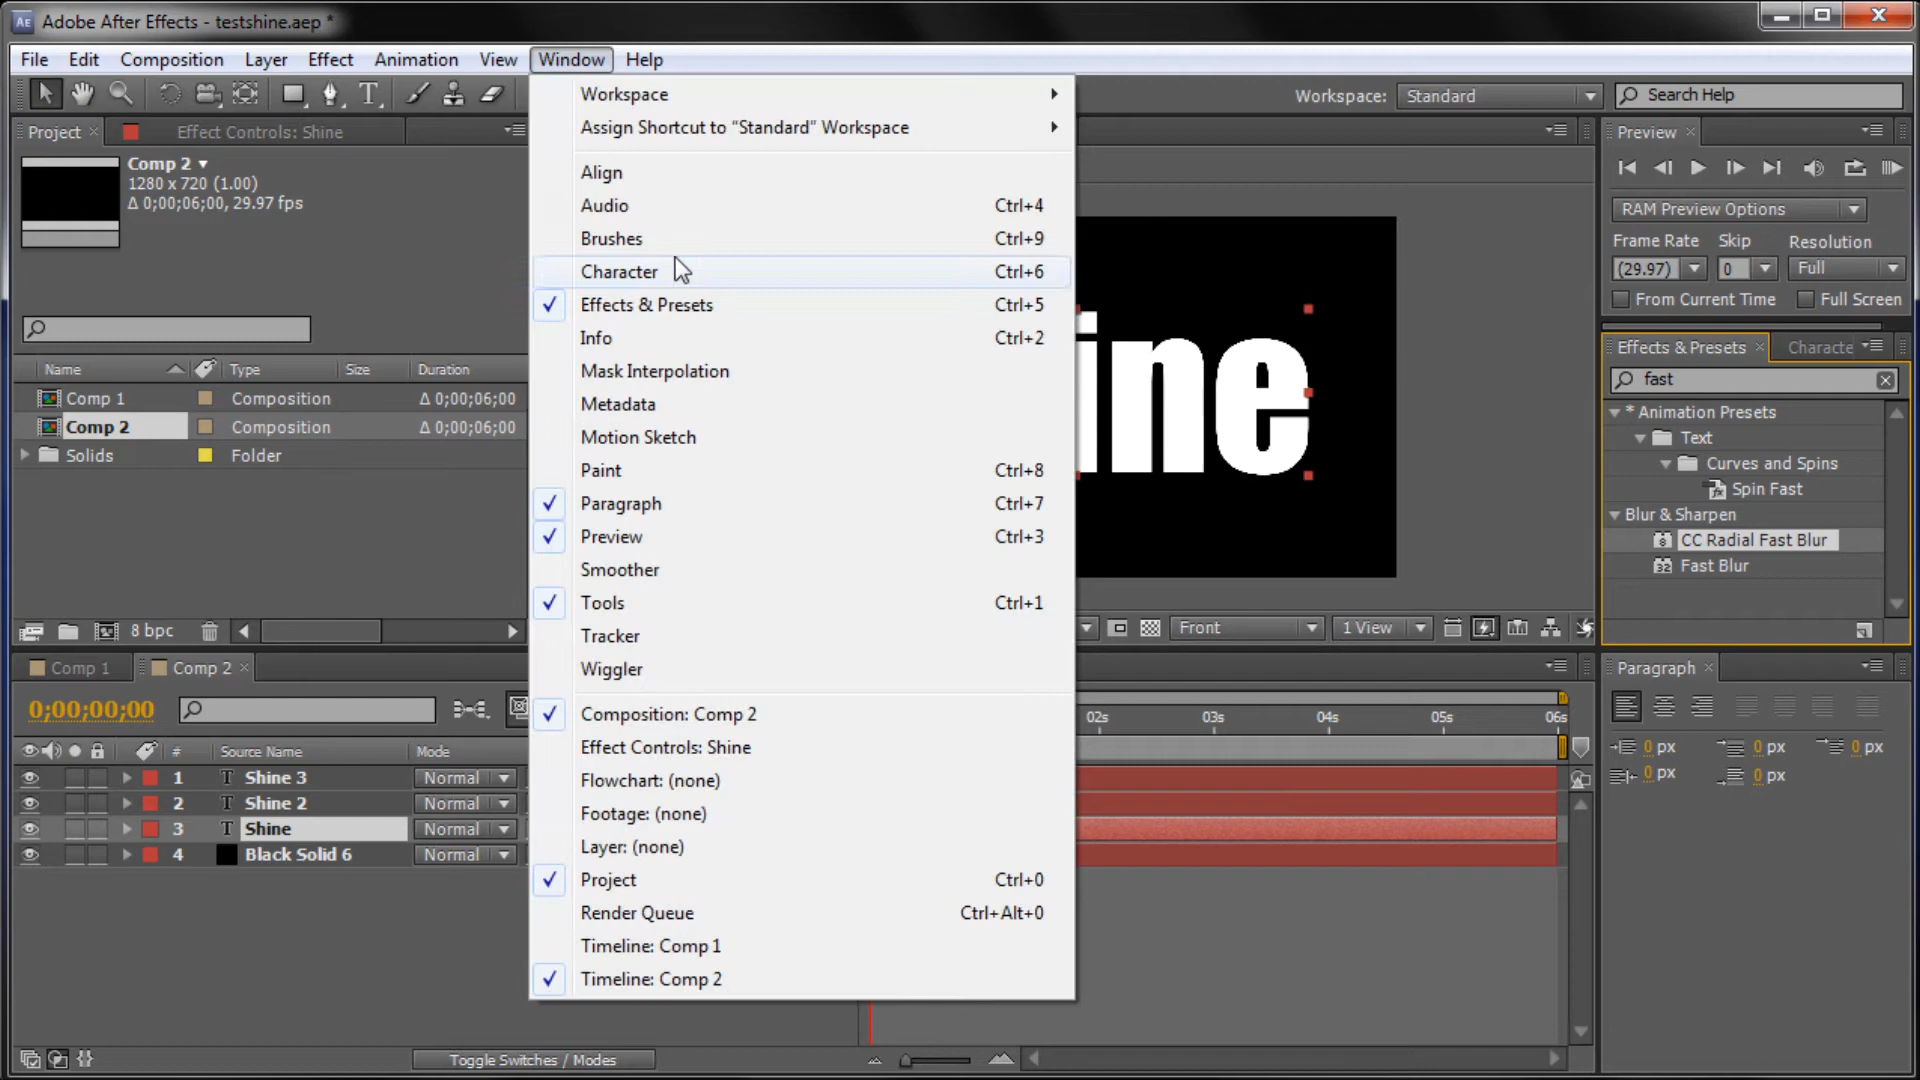 Adobe After Effects - testshine.aep *
File Edit Composition Layer Effect Animation View Window Help
Workspace: Standard Search Help
Project Effect Controls: Shine
Comp 2
1280 x 720 (1.00)
Δ 0;00;06;00, 29.97 fps
Name Type Size Duration
Comp 1 Composition Δ 0;00;06;00
Comp 2 Composition Δ 0;00;06;00
Solids Folder
8 bpc
Workspace
Assign Shortcut to "Standard" Workspace
Align
Audio Ctrl+4
Brushes Ctrl+9
Character Ctrl+6
Effects & Presets Ctrl+5
Info Ctrl+2
Mask Interpolation
Metadata
Motion Sketch
Paint Ctrl+8
Paragraph Ctrl+7
Preview Ctrl+3
Smoother
Tools Ctrl+1
Tracker
Wiggler
Composition: Comp 2
Effect Controls: Shine
Flowchart: (none)
Footage: (none)
Layer: (none)
Project Ctrl+0
Render Queue Ctrl+Alt+0
Timeline: Comp 1
Timeline: Comp 2
ine
Front 1 View
Preview
RAM Preview Options
Frame Rate Skip Resolution
(29.97) 0 Full
From Current Time Full Screen
Effects & Presets Characte
fast
* Animation Presets
Text
Curves and Spins
Spin Fast
Blur & Sharpen
CC Radial Fast Blur
Fast Blur
Paragraph
0 px 0 px 0 px
0 px 0 px
Comp 1 Comp 2
0;00;00;00
# Source Name Mode
1 T Shine 3 Normal
2 T Shine 2 Normal
3 T Shine Normal
4 Black Solid 6 Normal
02s 03s 04s 05s 06s
Toggle Switches / Modes